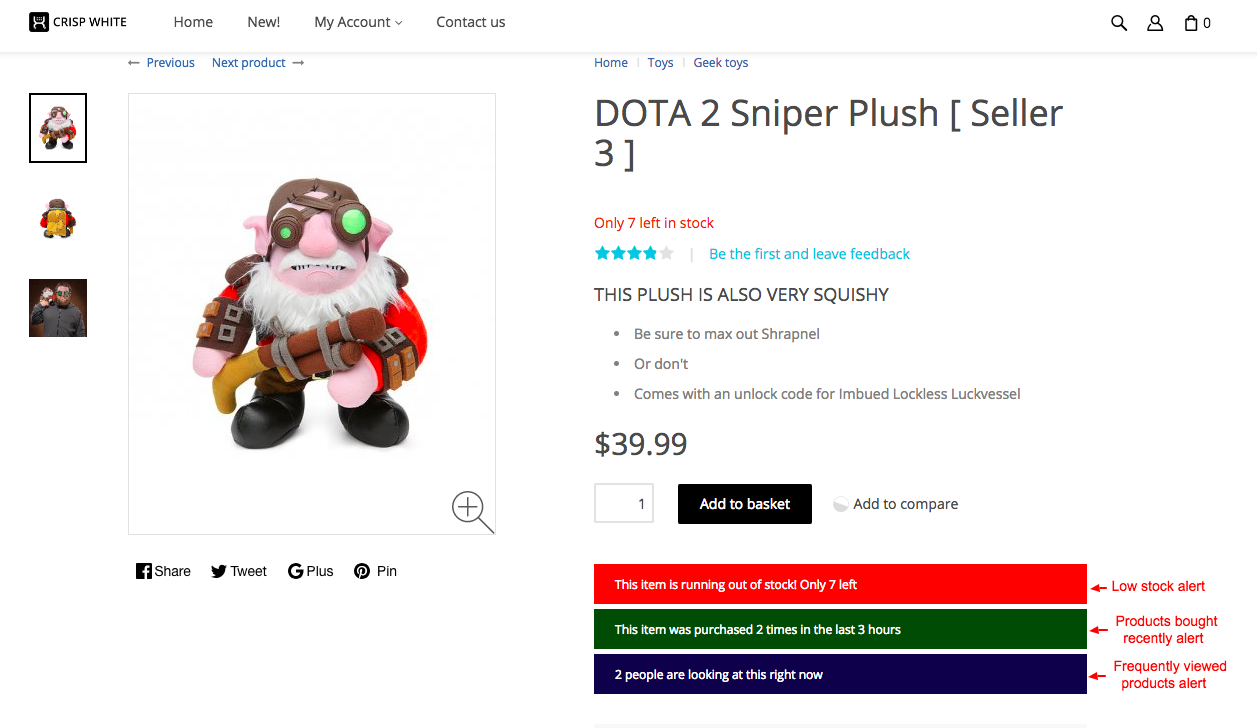 CRISP WHITE
Home
New!
My Account
Contact us
0
← Previous
Next product →
Home
Toys
Geek toys
DOTA 2 Sniper Plush [ Seller
3 ]
Only 7 left in stock
Be the first and leave feedback
THIS PLUSH IS ALSO VERY SQUISHY
• Be sure to max out Shrapnel
• Or don't
• Comes with an unlock code for Imbued Lockless Luckvessel
$39.99
1
Add to basket
Add to compare
Share
Tweet
Plus
Pin
This item is running out of stock! Only 7 left
Low stock alert
This item was purchased 2 times in the last 3 hours
Products bought
recently alert
2 people are looking at this right now
Frequently viewed
products alert